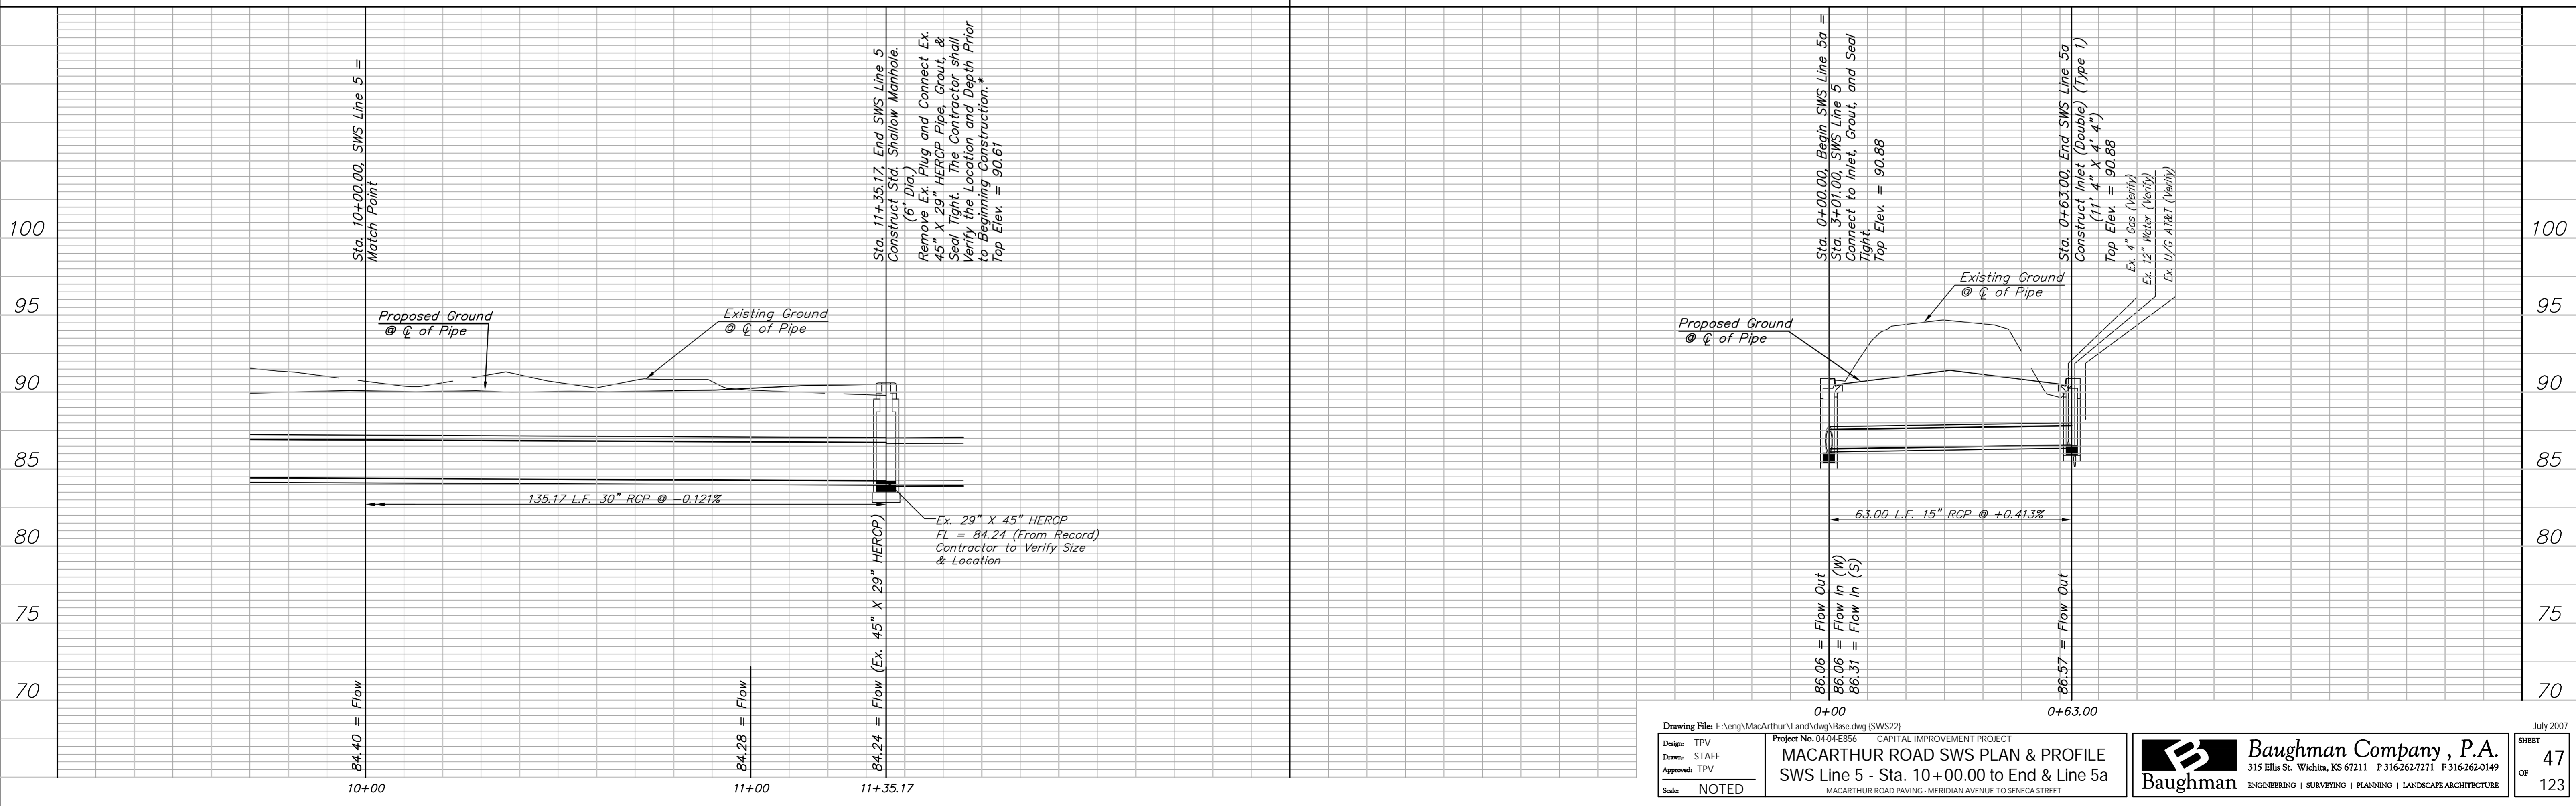 Sta. 10+00.00, SWS Line 5 =
Match Point
Sta. 11+35.17, End SWS Line 5
Construct Std. Shallow Manhole.
(6' Dia.)
Remove Ex. Plug and Connect Ex.
45" X 29" HERCP Pipe, Grout, &
Seal Tight. The Contractor shall
Verify the Location and Depth Prior
to Beginning Construction.*
Top Elev. = 90.61
Sta. 0+00.00, Begin SWS Line 5a =
Sta. 3+01.00, SWS Line 5
Connect to Inlet, Grout, and Seal
Tight.
Top Elev. = 90.88
Sta. 0+63.00, End SWS Line 5a
Construct Inlet (Double) (Type 1)
(11' 4" X 4' 4")
Top Elev. = 90.88
Ex. 4" Gas (Verify)
Ex. 12" Water (Verify)
Ex. U/G AT&T (Verify)
100
95
90
85
80
75
70
Proposed Ground
@ ℄ of Pipe
Existing Ground
@ ℄ of Pipe
135.17 L.F. 30" RCP @ -0.121%
Ex. 29" X 45" HERCP
FL = 84.24 (From Record)
Contractor to Verify Size
& Location
84.40 = Flow
84.28 = Flow
84.24 = Flow (Ex. 45" X 29" HERCP)
10+00
11+00
11+35.17
Proposed Ground
@ ℄ of Pipe
Existing Ground
@ ℄ of Pipe
63.00 L.F. 15" RCP @ +0.413%
86.06 = Flow Out
86.06 = Flow In (W)
86.31 = Flow In (S)
86.57 = Flow Out
0+00
0+63.00
100
95
90
85
80
75
70
Drawing File: E:\eng\MacArthur\Land\dwg\Base.dwg (SWS22)
July 2007
Design: TPV
Drawn: STAFF
Approved: TPV
Scale: NOTED
Project No. 04-04-E856 CAPITAL IMPROVEMENT PROJECT
MACARTHUR ROAD SWS PLAN & PROFILE
SWS Line 5 - Sta. 10+00.00 to End & Line 5a
MACARTHUR ROAD PAVING - MERIDIAN AVENUE TO SENECA STREET
Baughman
Baughman Company, P.A.
315 Ellis St. Wichita, KS 67211 P 316-262-7271 F 316-262-0149
ENGINEERING | SURVEYING | PLANNING | LANDSCAPE ARCHITECTURE
SHEET
47
OF
123